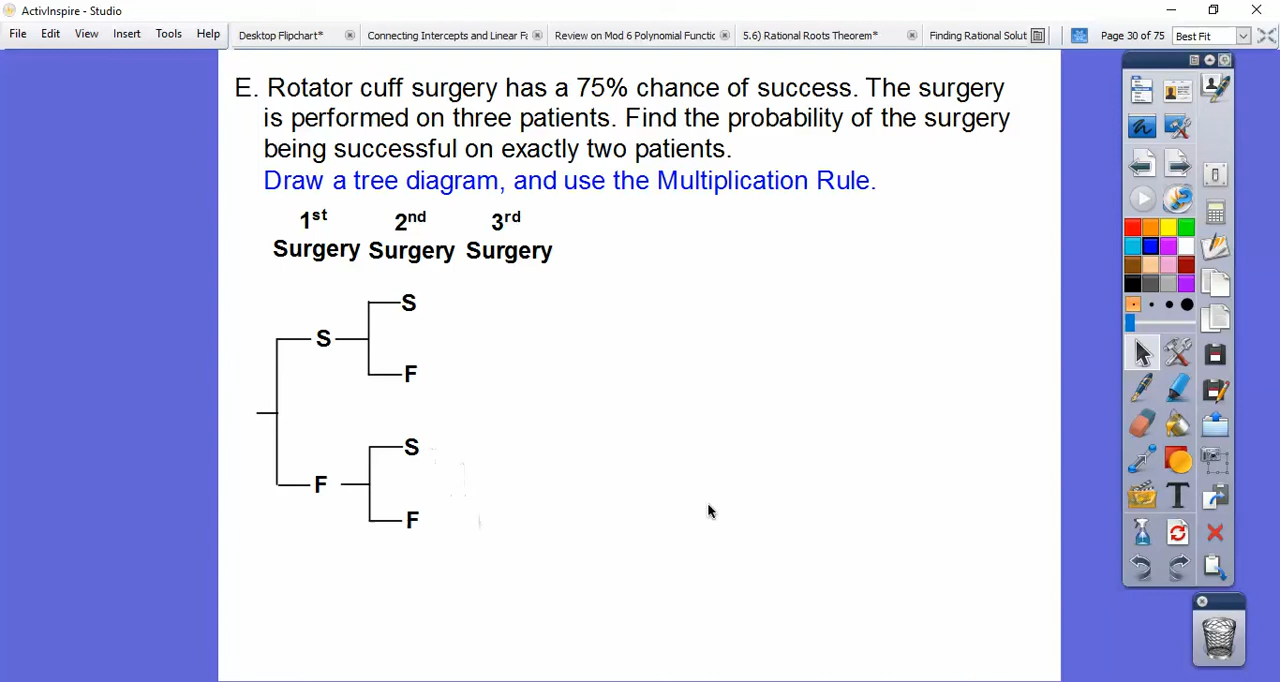 ActivInspire - Studio
File Edit View Insert Tools Help
Desktop Flipchart* Connecting Intercepts and Linear Fa Review on Mod 6 Polynomial Functic 5.6) Rational Roots Theorem* Finding Rational Solut Page 30 of 75 Best Fit
E. Rotator cuff surgery has a 75% chance of success. The surgery
is performed on three patients. Find the probability of the surgery
being successful on exactly two patients.
Draw a tree diagram, and use the Multiplication Rule.
1st 2nd 3rd
Surgery Surgery Surgery
S
S
F
S
F
F
T